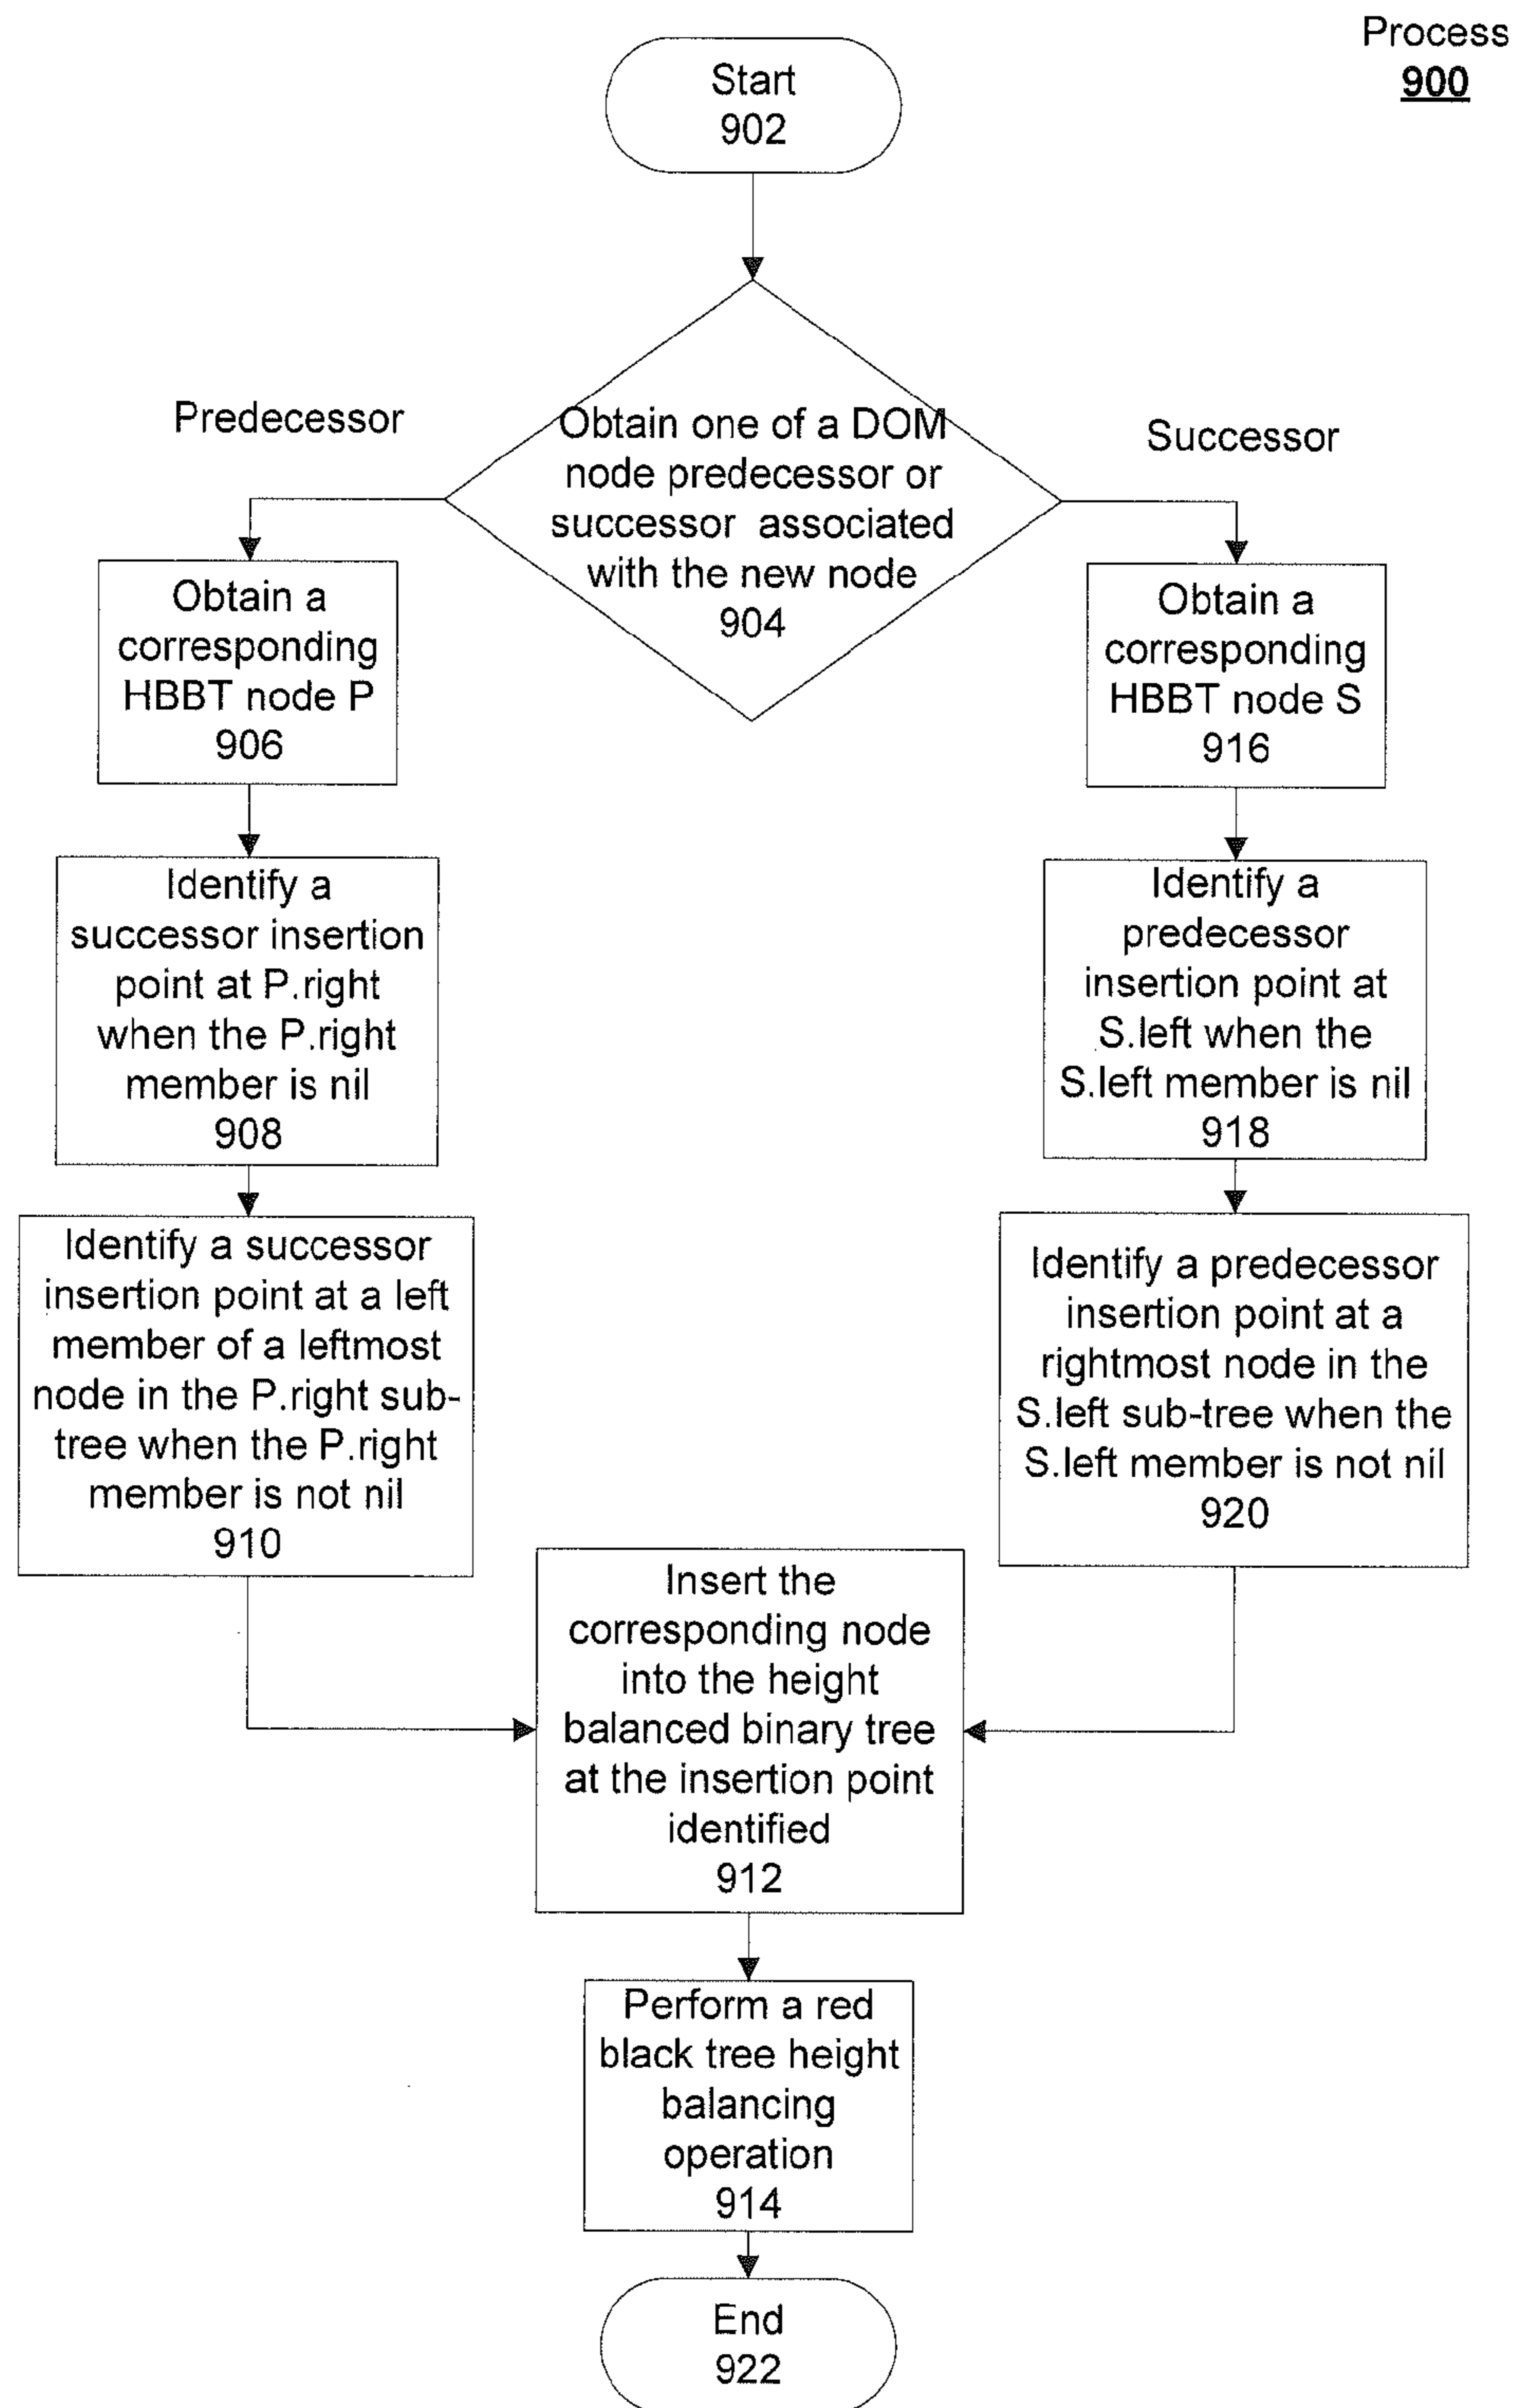 Process
900
Start
902
Predecessor
Successor
Obtain one of a DOM
node predecessor or
successor associated
with the new node
904
Obtain a
corresponding
HBBT node P
906
Identify a
successor insertion
point at P.right
when the P.right
member is nil
908
Identify a successor
insertion point at a left
member of a leftmost
node in the P.right sub-
tree when the P.right
member is not nil
910
Obtain a
corresponding
HBBT node S
916
Identify a
predecessor
insertion point at
S.left when the
S.left member is nil
918
Identify a predecessor
insertion point at a
rightmost node in the
S.left sub-tree when the
S.left member is not nil
920
Insert the
corresponding node
into the height
balanced binary tree
at the insertion point
identified
912
Perform a red
black tree height
balancing
operation
914
End
922